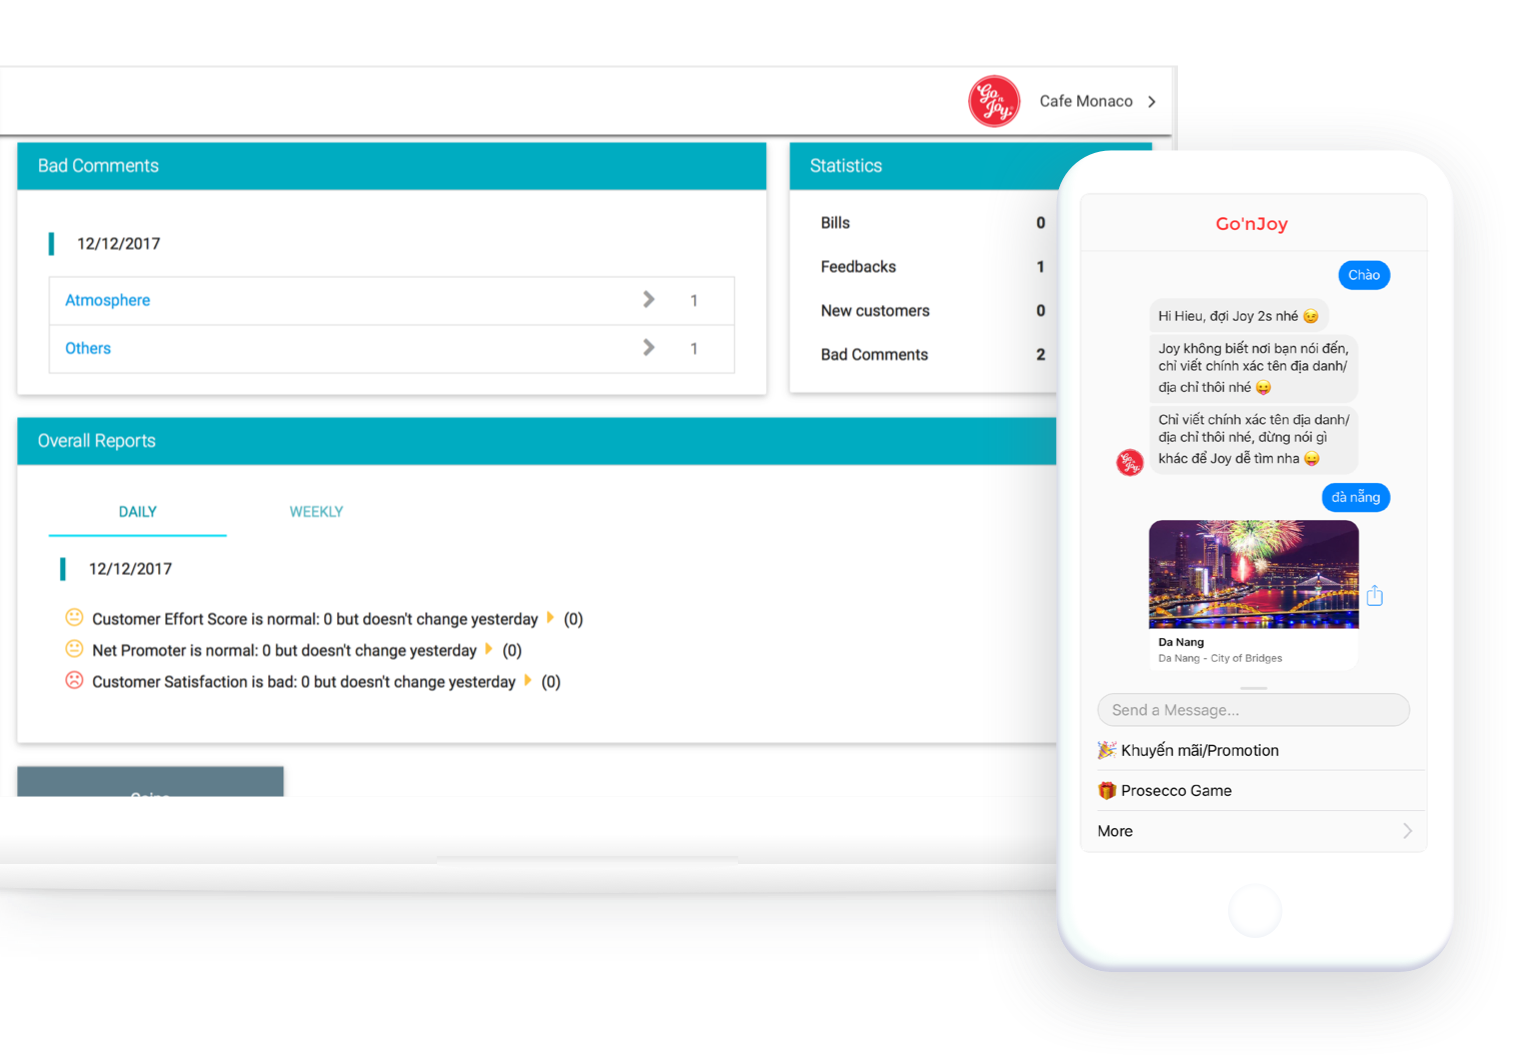 Go n Joy
Cafe Monaco
Bad Comments
12/12/2017
Atmosphere 1
Others 1
Statistics
Bills 0
Feedbacks 1
New customers 0
Bad Comments 2
Overall Reports
DAILY WEEKLY
12/12/2017
Customer Effort Score is normal: 0 but doesn't change yesterday (0)
Net Promoter is normal: 0 but doesn't change yesterday (0)
Customer Satisfaction is bad: 0 but doesn't change yesterday (0)
Go'nJoy
Chào
Hi Hieu, đợi Joy 2s nhé 😉
Joy không biết nơi bạn nói đến,
chỉ viết chính xác tên địa danh/
địa chỉ thôi nhé 😛
Chỉ viết chính xác tên địa danh/
địa chỉ thôi nhé, đừng nói gì
khác để Joy dễ tìm nha 😛
Go n Joy
đà nẵng
Da Nang
Da Nang - City of Bridges
Send a Message...
🎉 Khuyến mãi/Promotion
🎁 Prosecco Game
More